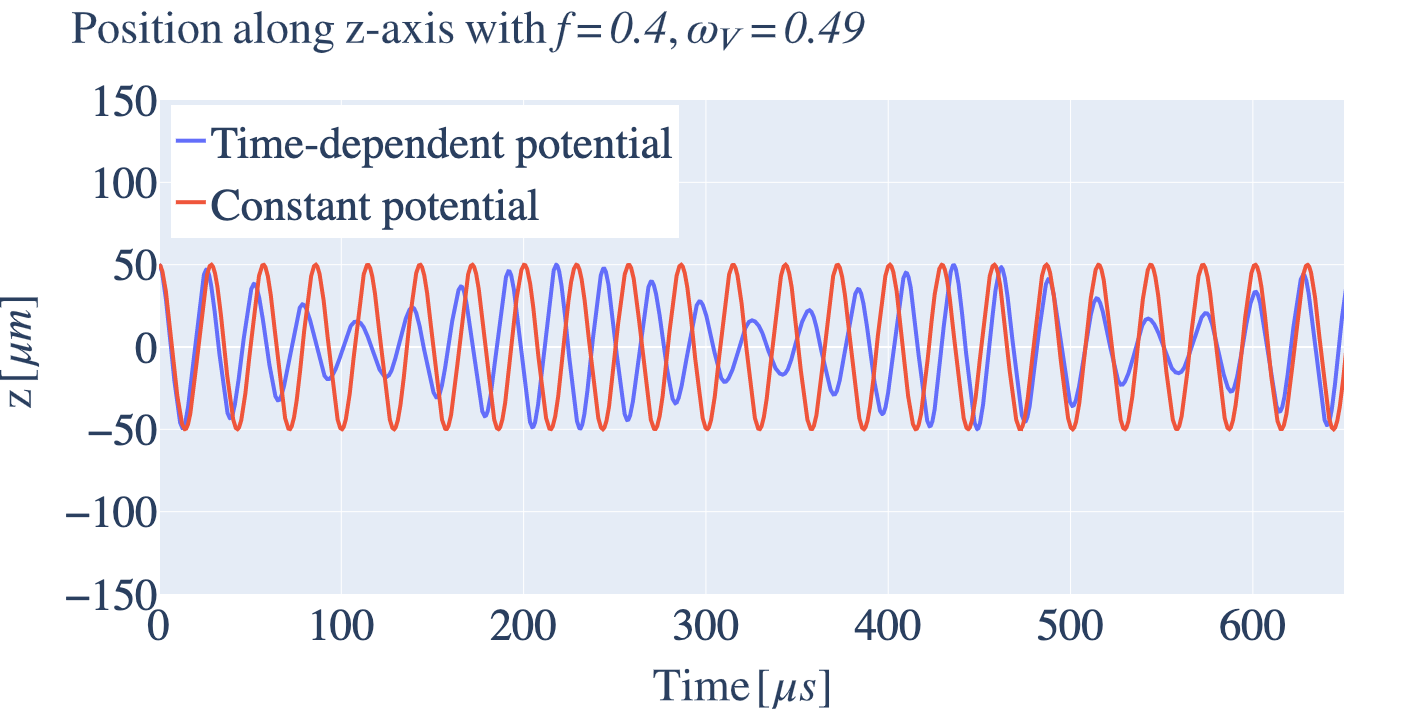 Position along z-axis with f=0.4, ω_V=0.49
150
Time-dependent potential
100
Constant potential
50
z [μm]
0
−50
−100
−150
0 100 200 300 400 500 600
Time [μs]